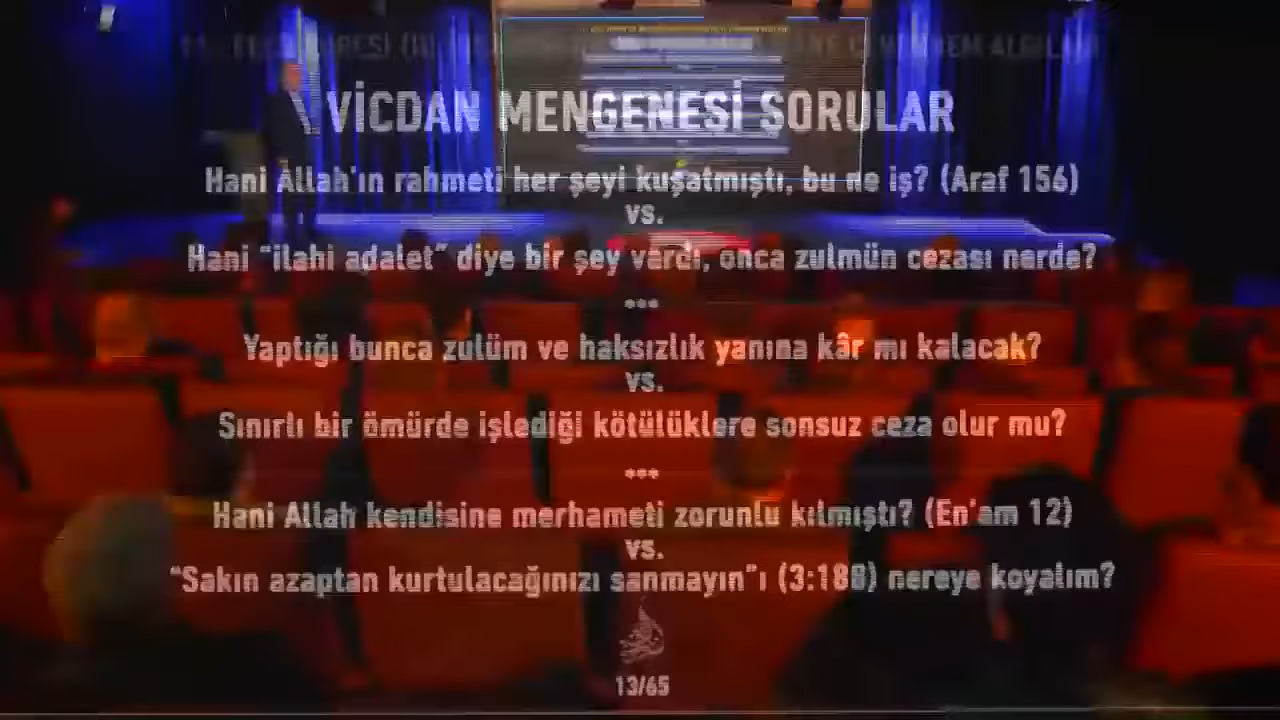 VİCDAN MENGENESİ SORULAR
Hani Allah'ın rahmeti her şeyi kuşatmıştı, bu ne iş? (Araf 156)
vs.
Hani “ilahi adalet” diye bir şey vardı, onca zulmün cezası nerde?
***
Yaptığı bunca zulüm ve haksızlık yanına kâr mı kalacak?
vs.
Sınırlı bir ömürde işlediği kötülüklere sonsuz ceza olur mu?
***
Hani Allah kendisine merhameti zorunlu kılmıştı? (En'am 12)
vs.
“Sakın azaptan kurtulacağınızı sanmayın”ı (3:188) nereye koyalım?
13/65